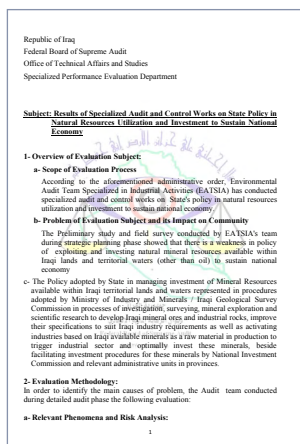 Republic of Iraq
Federal Board of Supreme Audit
Office of Technical Affairs and Studies
Specialized Performance Evaluation Department
Subject: Results of Specialized Audit and Control Works on State Policy in
Natural Resources Utilization and Investment to Sustain National
Economy
1- Overview of Evaluation Subject:
a- Scope of Evaluation Process
According to the aforementioned administrative order, Environmental
Audit Team Specialized in Industrial Activities (EATSIA) has conducted
specialized audit and control works on State's policy in natural resources
utilization and investment to sustain national economy.
b- Problem of Evaluation Subject and its Impact on Community
The Preliminary study and field survey conducted by EATSIA's team
during strategic planning phase showed that there is a weakness in policy
of exploiting and investing natural mineral resources available within
Iraqi lands and territorial waters (other than oil) to sustain national
economy
c- The Policy adopted by State in managing investment of Mineral Resources
available within Iraqi territorial lands and waters represented in procedures
adopted by Ministry of Industry and Minerals / Iraqi Geological Survey
Commission in processes of investigation, surveying, mineral exploration and
scientific research to develop Iraqi mineral ores and industrial rocks, improve
their specifications to suit Iraqi industry requirements as well as activating
industries based on Iraqi available minerals as a raw material in production to
trigger industrial sector and optimally invest these minerals, beside
facilitating investment procedures for these minerals by National Investment
Commission and relevant administrative units in provinces.
2- Evaluation Methodology:
In order to identify the main causes of problem, the Audit team conducted
during detailed audit phase the following evaluation:
a- Relevant Phenomena and Risk Analysis:
1